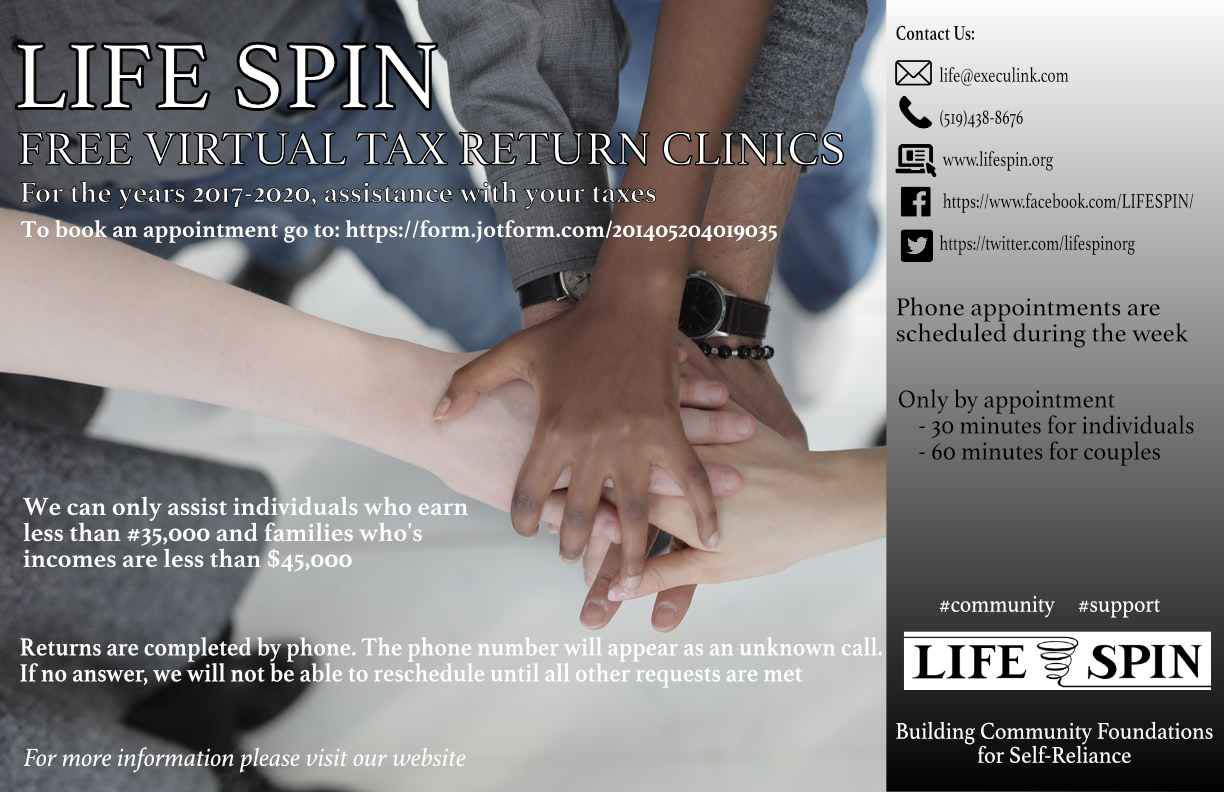 LIFE SPIN
FREE VIRTUAL TAX RETURN CLINICS
For the years 2017-2020, assistance with your taxes
To book an appointment go to: https://form.jotform.com/201405204019035
We can only assist individuals who earn
less than #35,000 and families who's
incomes are less than $45,000
Returns are completed by phone. The phone number will appear as an unknown call.
If no answer, we will not be able to reschedule until all other requests are met
For more information please visit our website
Contact Us:
life@execulink.com
(519)438-8676
www.lifespin.org
https://www.facebook.com/LIFESPIN/
https://twitter.com/lifespinorg
Phone appointments are
scheduled during the week
Only by appointment
- 30 minutes for individuals
- 60 minutes for couples
#community #support
LIFE SPIN
Building Community Foundations
for Self-Reliance